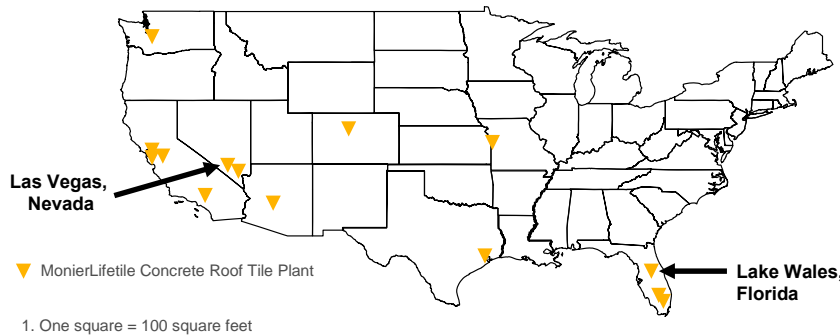 Las Vegas,
Nevada
MonierLifetile Concrete Roof Tile Plant
Lake Wales,
Florida
1. One square = 100 square feet